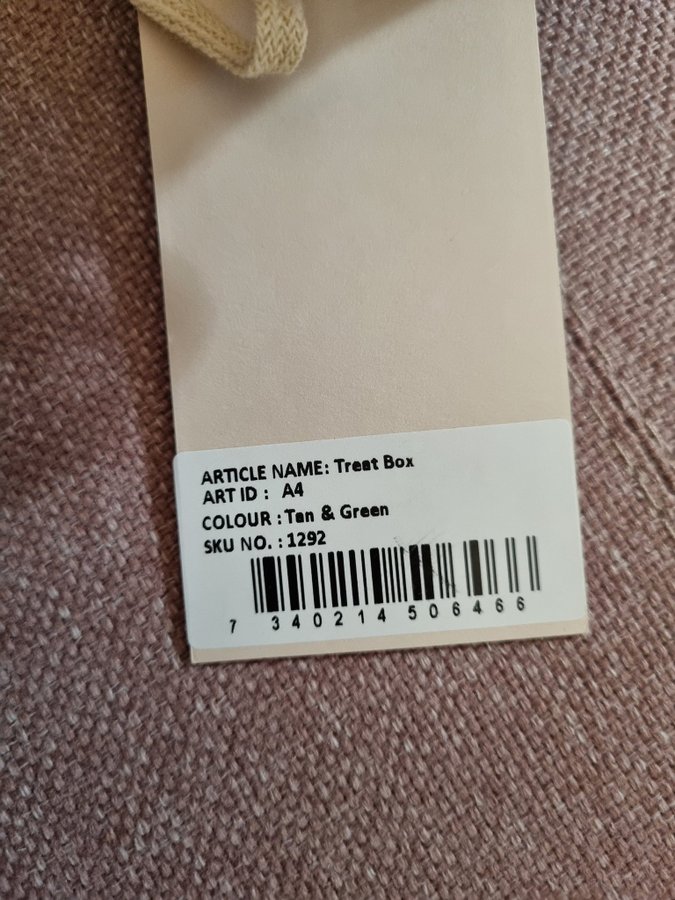 ARTICLE NAME: Treat Box
ART ID : A4
COLOUR : Tan & Green
SKU NO. : 1292
7 340214 506466